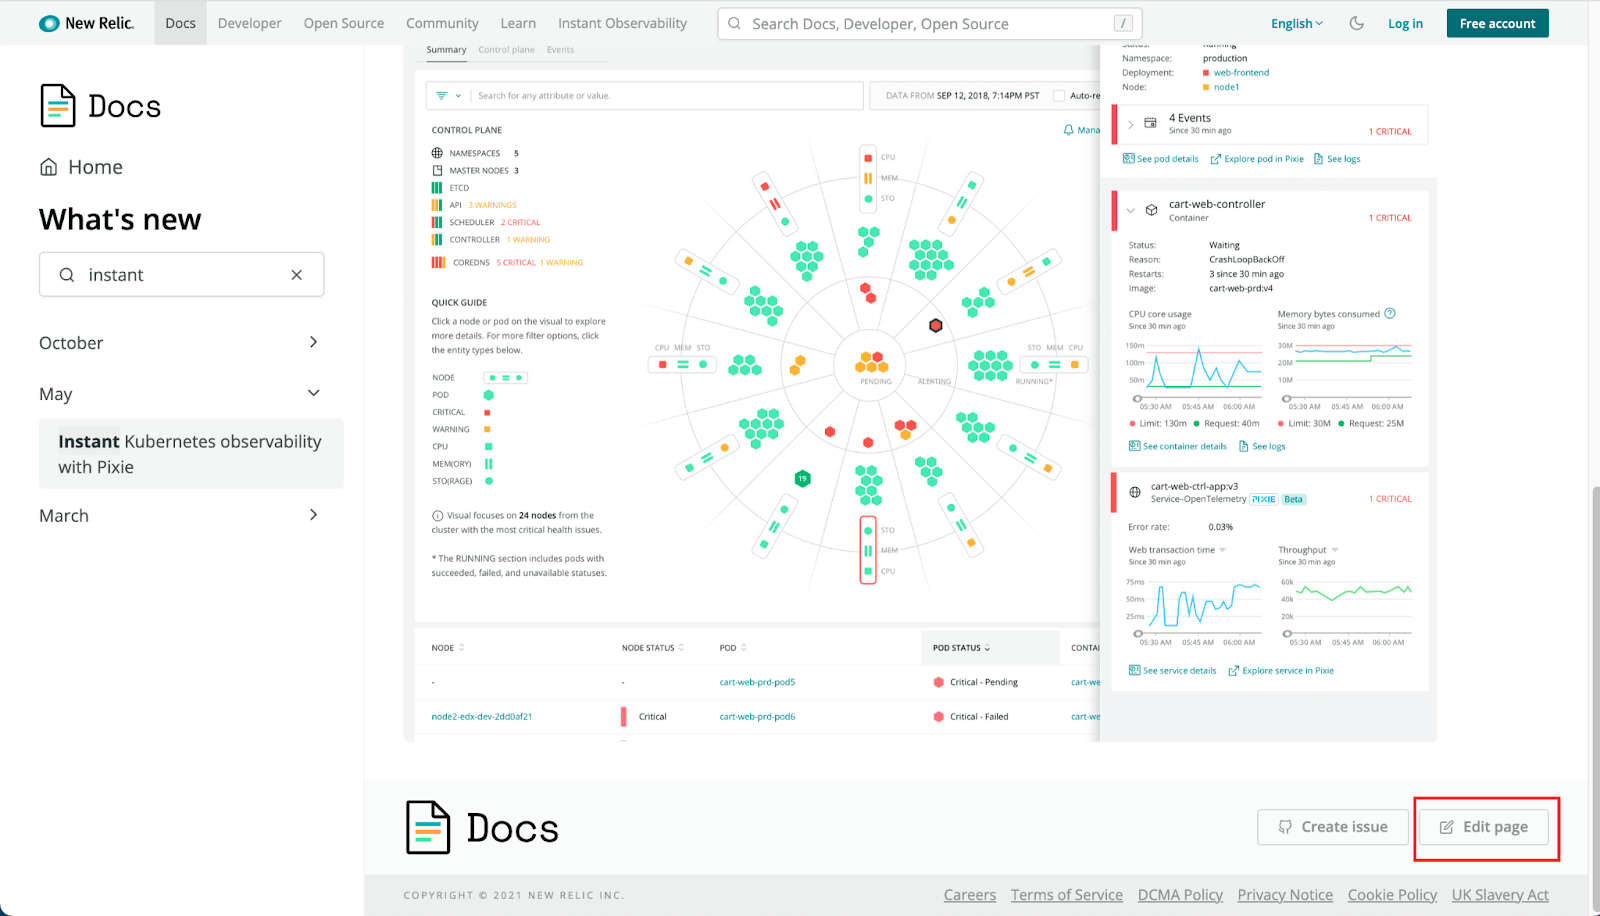 New Relic. Docs Developer Open Source Community Learn Instant Observability Search Docs, Developer, Open Source / English Log in Free account
Docs
Home
What's new
instant
October
May
Instant Kubernetes observability
with Pixie
March
Summary Control plane Events
Search for any attribute or value.
DATA FROM SEP 12, 2018, 7:14PM PST Auto-re
CONTROL PLANE
Mana
NAMESPACES 5
MASTER NODES 3
ETCD
API 3 WARNINGS
SCHEDULER 2 CRITICAL
CONTROLLER 1 WARNING
COREDNS 5 CRITICAL 1 WARNING
QUICK GUIDE
Click a node or pod on the visual to explore
more details. For more filter options, click
the entity types below.
NODE
POD
CRITICAL
WARNING
CPU
MEM(ORY)
STO(RAGE)
Visual focuses on 24 nodes from the
cluster with the most critical health issues.
* The RUNNING section includes pods with
succeeded, failed, and unavailable statuses.
CPU
MEM
STO
CPU MEM STO
STO MEM CPU
PENDING
ALERTING
RUNNING*
19
STO
MEM
CPU
NODE NODE STATUS POD POD STATUS CONTAI
- - cart-web-prd-pod5 Critical - Pending cart-we
node2-edx-dev-2dd0af21 Critical cart-web-prd-pod6 Critical - Failed cart-we
Status: Running
Namespace: production
Deployment: web-frontend
Node: node1
4 Events
Since 30 min ago
1 CRITICAL
See pod details Explore pod in Pixie See logs
cart-web-controller
Container
1 CRITICAL
Status: Waiting
Reason: CrashLoopBackOff
Restarts: 3 since 30 min ago
Image: cart-web-prd:v4
CPU core usage
Since 30 min ago
150m
100m
50m
05:30 AM 05:45 AM 06:00 AM
Limit: 130m Request: 40m
Memory bytes consumed
Since 30 min ago
30M
20M
10M
05:30 AM 05:45 AM 06:00 AM
Limit: 30M Request: 25M
See container details See logs
cart-web-ctrl-app:v3
Service-OpenTelemetry PIXIE Beta
1 CRITICAL
Error rate: 0.03%
Web transaction time
Since 30 min ago
75ms
50ms
25ms
05:30 AM 05:45 AM 06:00 AM
Throughput
Since 30 min ago
60k
40k
20k
05:30 AM 05:45 AM 06:00 AM
See service details Explore service in Pixie
Docs
Create issue Edit page
COPYRIGHT © 2021 NEW RELIC INC.
Careers Terms of Service DCMA Policy Privacy Notice Cookie Policy UK Slavery Act